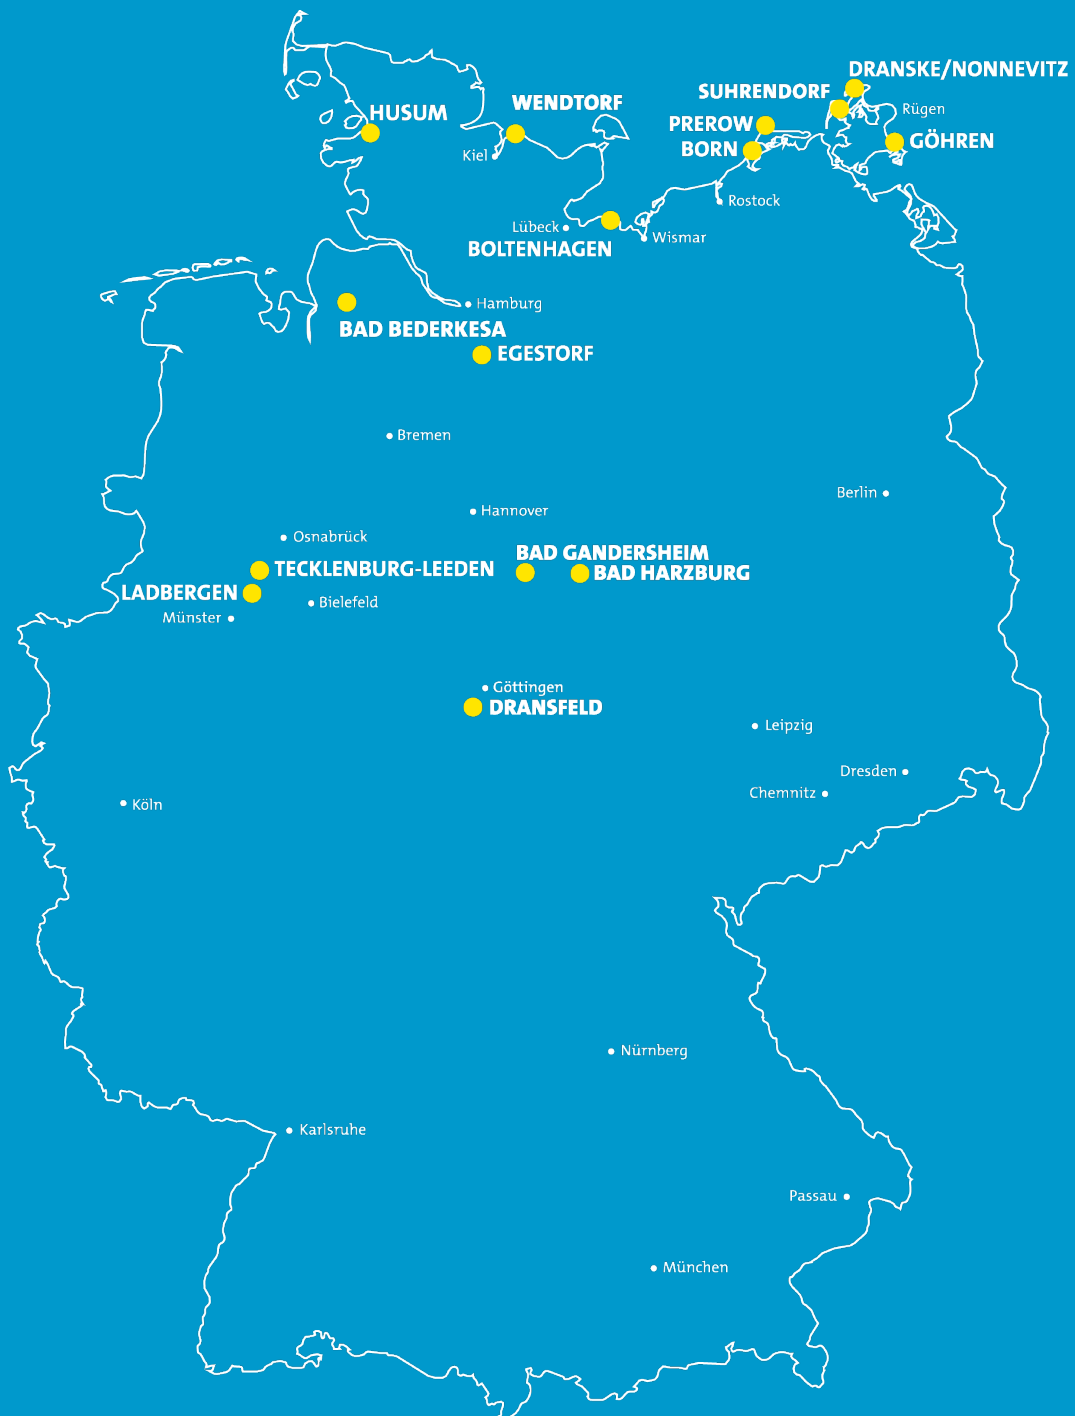 DRANSKE/NONNEVITZ
SUHRENDORF
WENDTORF
Rügen
HUSUM
PREROW
GÖHREN
BORN
Kiel
Rostock
Lübeck
Wismar
BOLTENHAGEN
Hamburg
BAD BEDERKESA
EGESTORF
Bremen
Berlin
Hannover
Osnabrück
BAD GANDERSHEIM
TECKLENBURG-LEEDEN
BAD HARZBURG
LADBERGEN
Bielefeld
Münster
Göttingen
DRANSFELD
Leipzig
Dresden
Chemnitz
Köln
Nürnberg
Karlsruhe
Passau
München